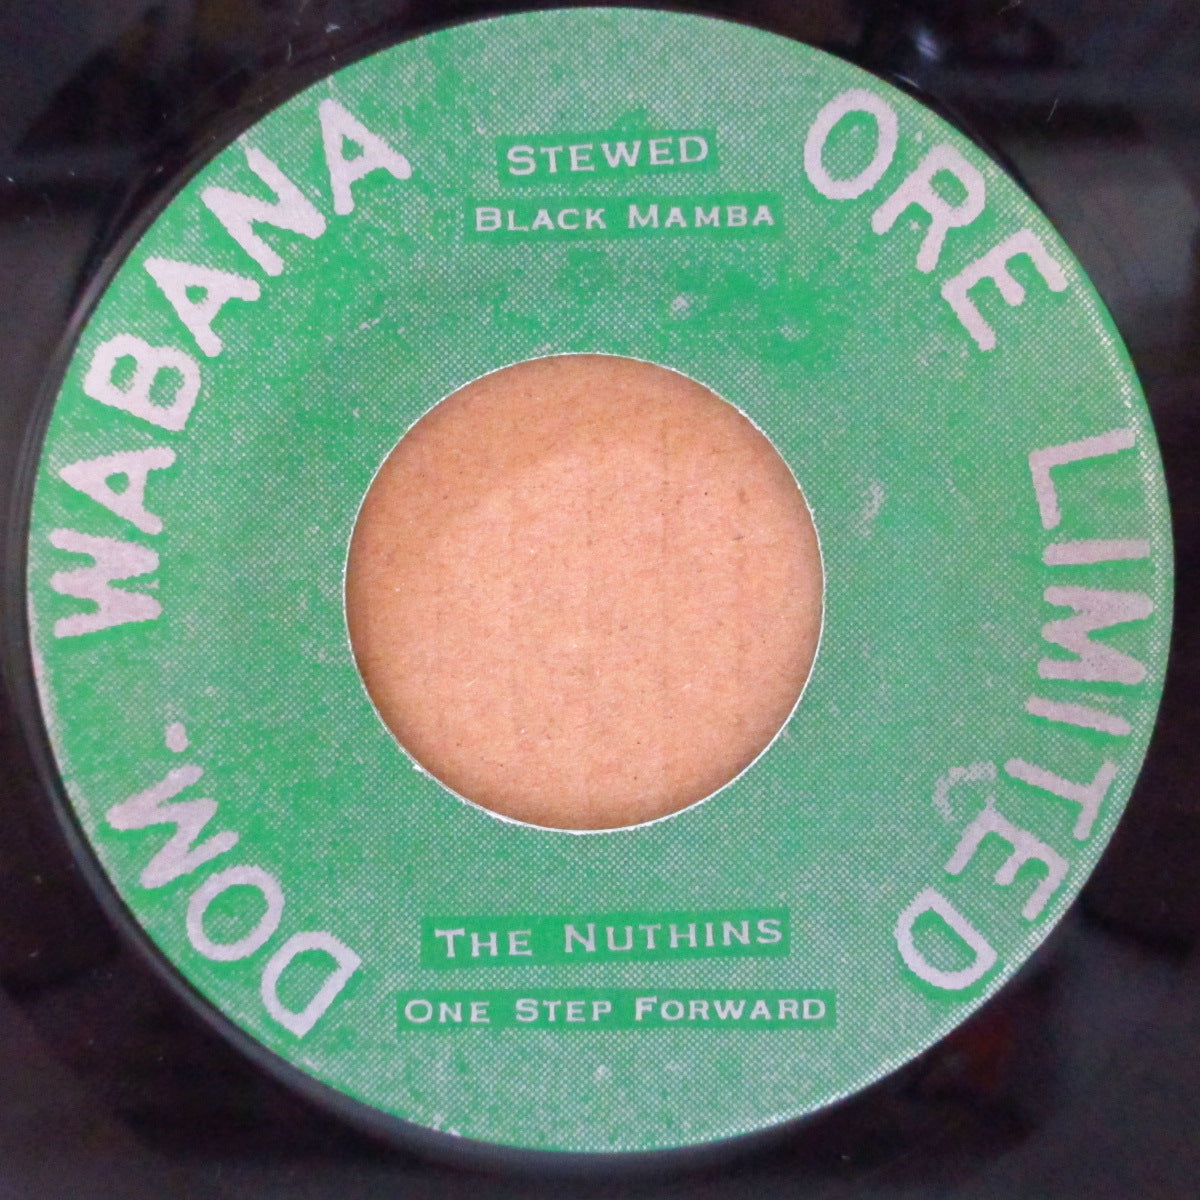 DOM. WABANA ORE LIMITED
STEWED
BLACK MAMBA
THE NUTHINS
ONE STEP FORWARD